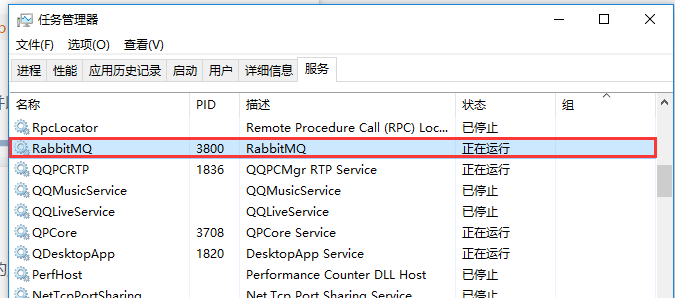 任务管理器
文件(F) 选项(O) 查看(V)
进程 性能 应用历史记录 启动 用户 详细信息 服务
名称 PID 描述 状态 组
RpcLocator Remote Procedure Call (RPC) Loc... 已停止
RabbitMQ 3800 RabbitMQ 正在运行
QQPCRTP 1836 QQPCMgr RTP Service 正在运行
QQMusicService QQMusicService 已停止
QQLiveService QQLiveService 已停止
QPCore 3708 QPCore Service 正在运行
QDesktopApp 1820 DesktopApp Service 正在运行
PerfHost Performance Counter DLL Host 已停止
NetTcpPortSharing Net.Tcp Port Sharing Service 已停止